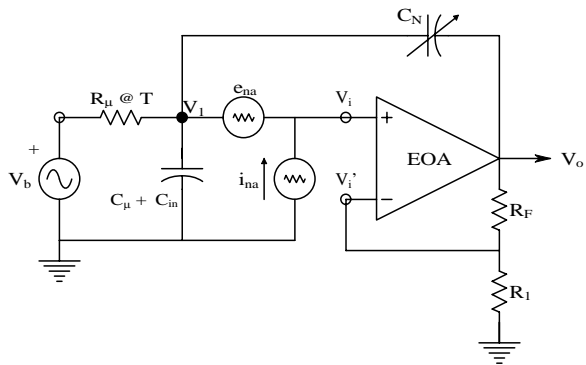 C_N
e_na
R_μ @ T
V_1
V_i
+
+
EOA
V_o
V_b
C_μ + C_in
i_na
V_i'
−
R_F
R_1